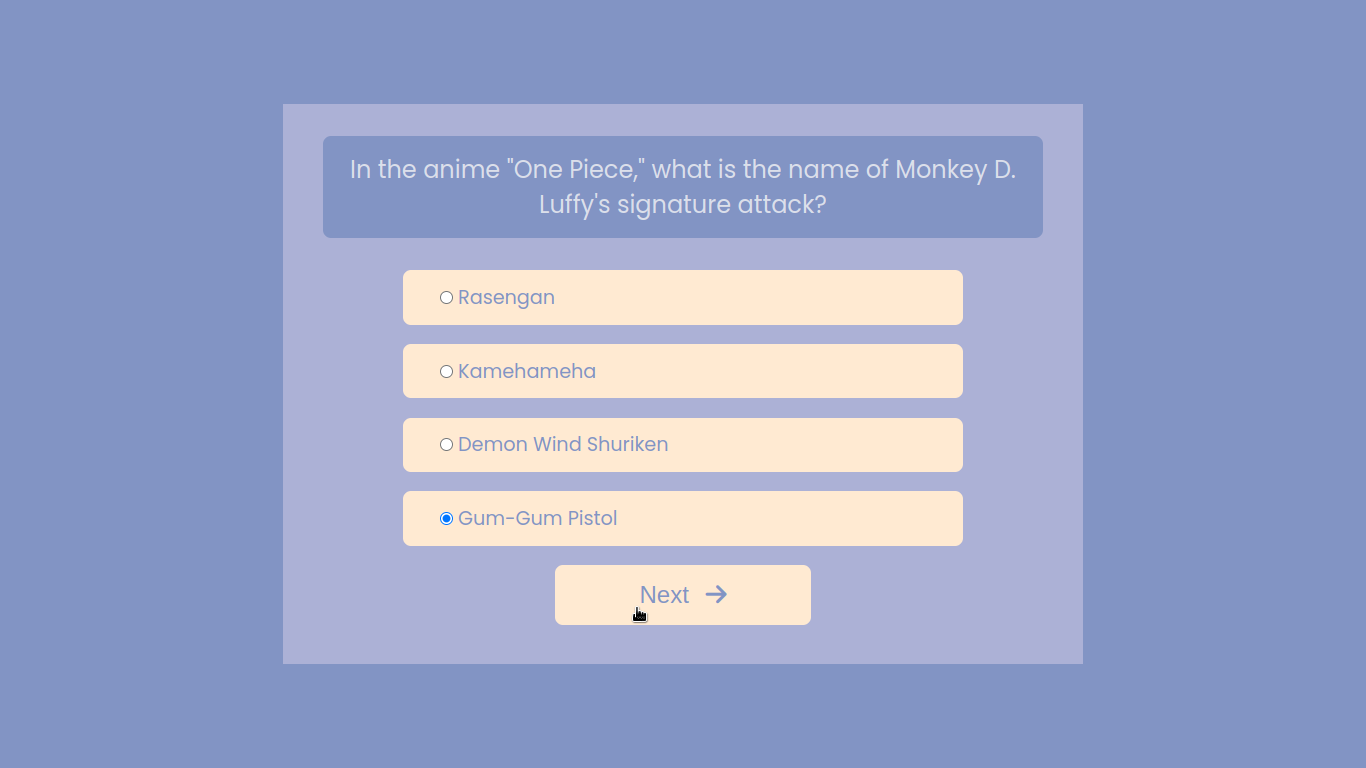 In the anime "One Piece," what is the name of Monkey D.
Luffy's signature attack?
Rasengan
Kamehameha
Demon Wind Shuriken
Gum-Gum Pistol
Next